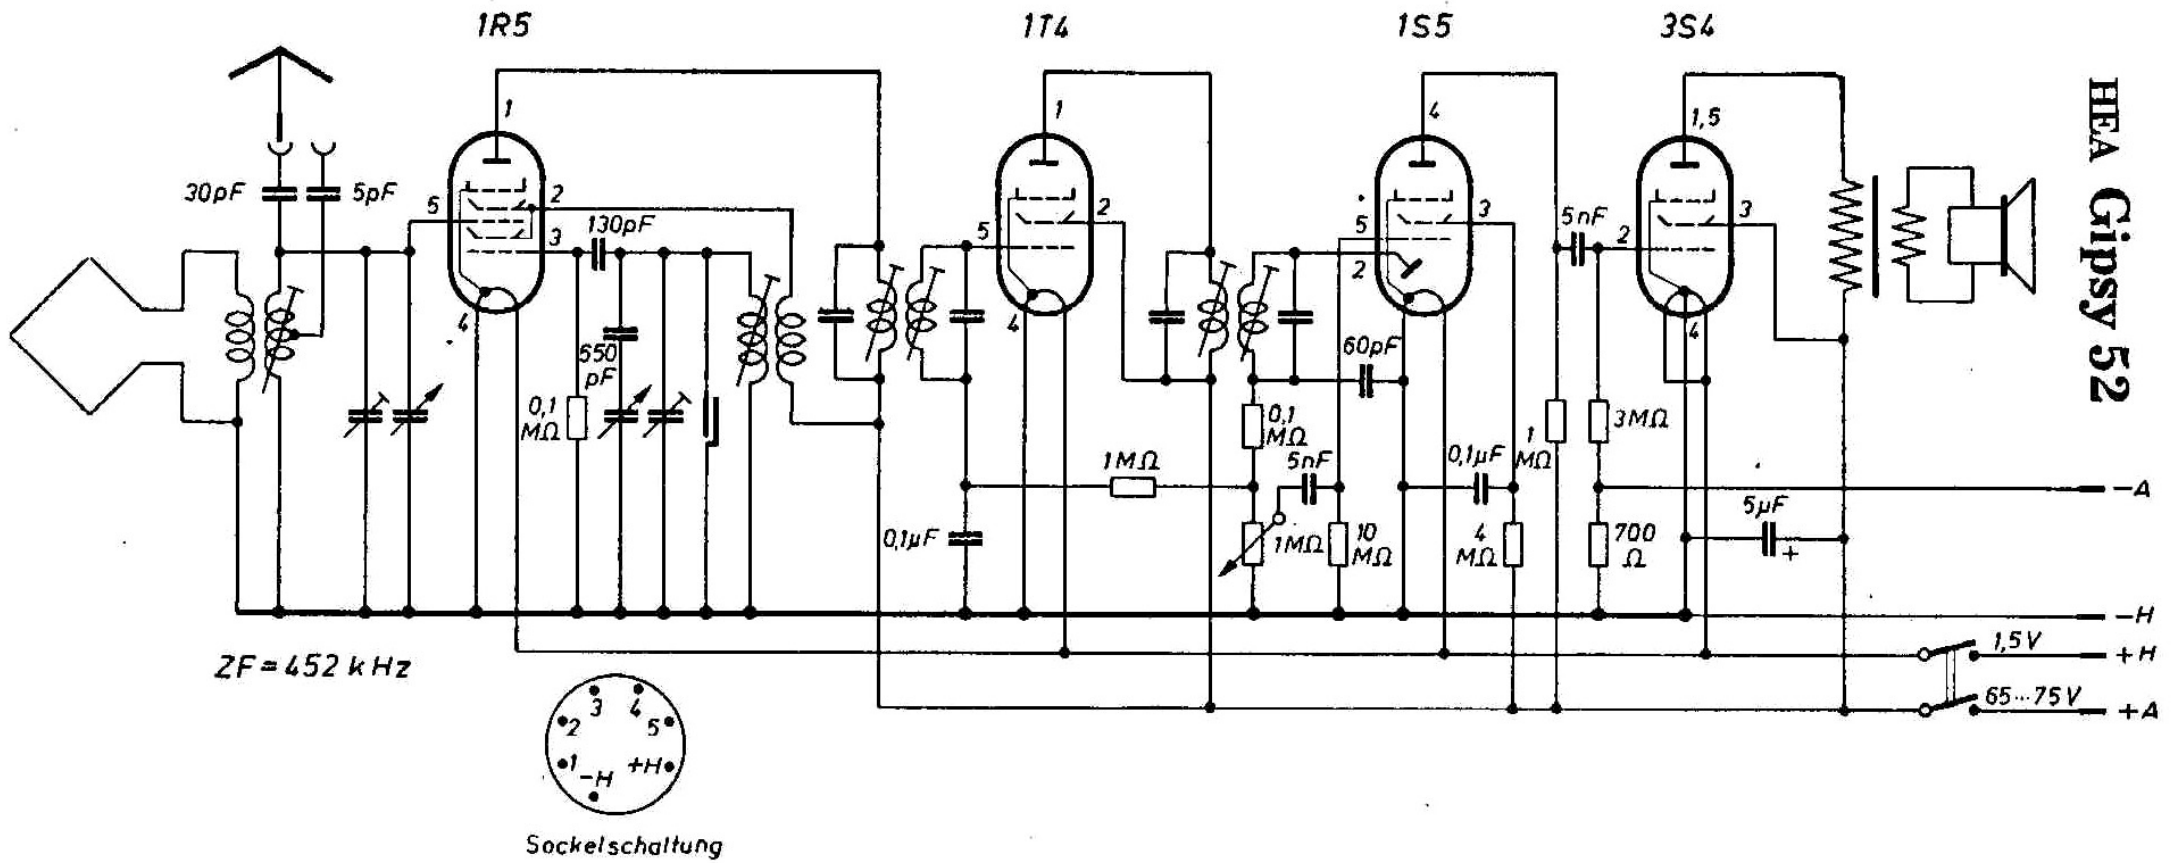 1R5
1T4
1S5
3S4
HEA Gipsy 52
30pF
5pF
1
5
2
3
4
130pF
550
pF
0,1
MΩ
1
5
2
4
0,1µF
1MΩ
4
5
2
3
60pF
0,1
MΩ
5nF
1MΩ
10
MΩ
0,1µF
4
MΩ
1
MΩ
1,5
5nF
2
3
4
3MΩ
700
Ω
5µF
+
-A
-H
1,5V
+H
65...75V
+A
ZF=452 kHz
3 4
2 5
1 -H +H
Sockelschaltung